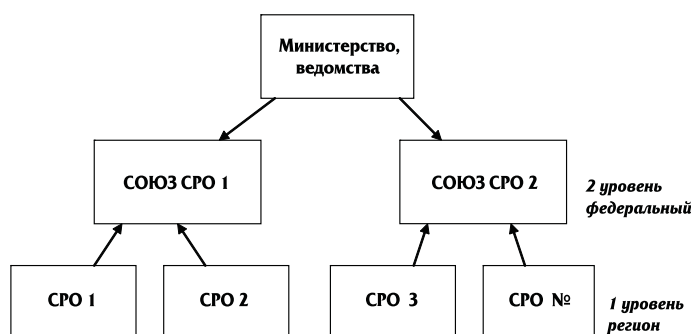 Министерство,
ведомства
СОЮЗ СРО 1
СОЮЗ СРО 2
2 уровень
федеральный
СРО 1
СРО 2
СРО 3
СРО №
1 уровень
регион